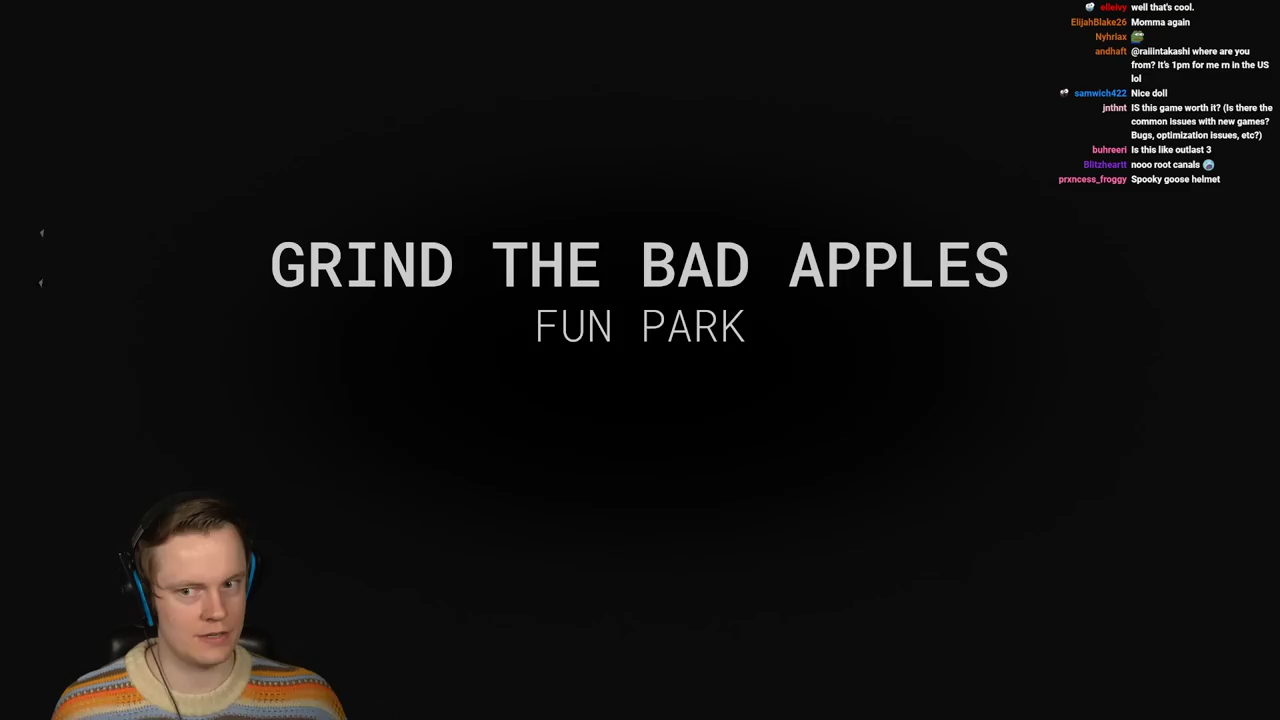 elleivy well that's cool.
ElijahBlake26 Momma again
Nyhriax
andhaft @raiiintakashi where are you
from? It's 1pm for me rn in the US
lol
samwich422 Nice doll
jnthnt IS this game worth it? (Is there the
common issues with new games?
Bugs, optimization issues, etc?)
buhreeri Is this like outlast 3
Blitzheartt nooo root canals
prxncess_froggy Spooky goose helmet
GRIND THE BAD APPLES
FUN PARK